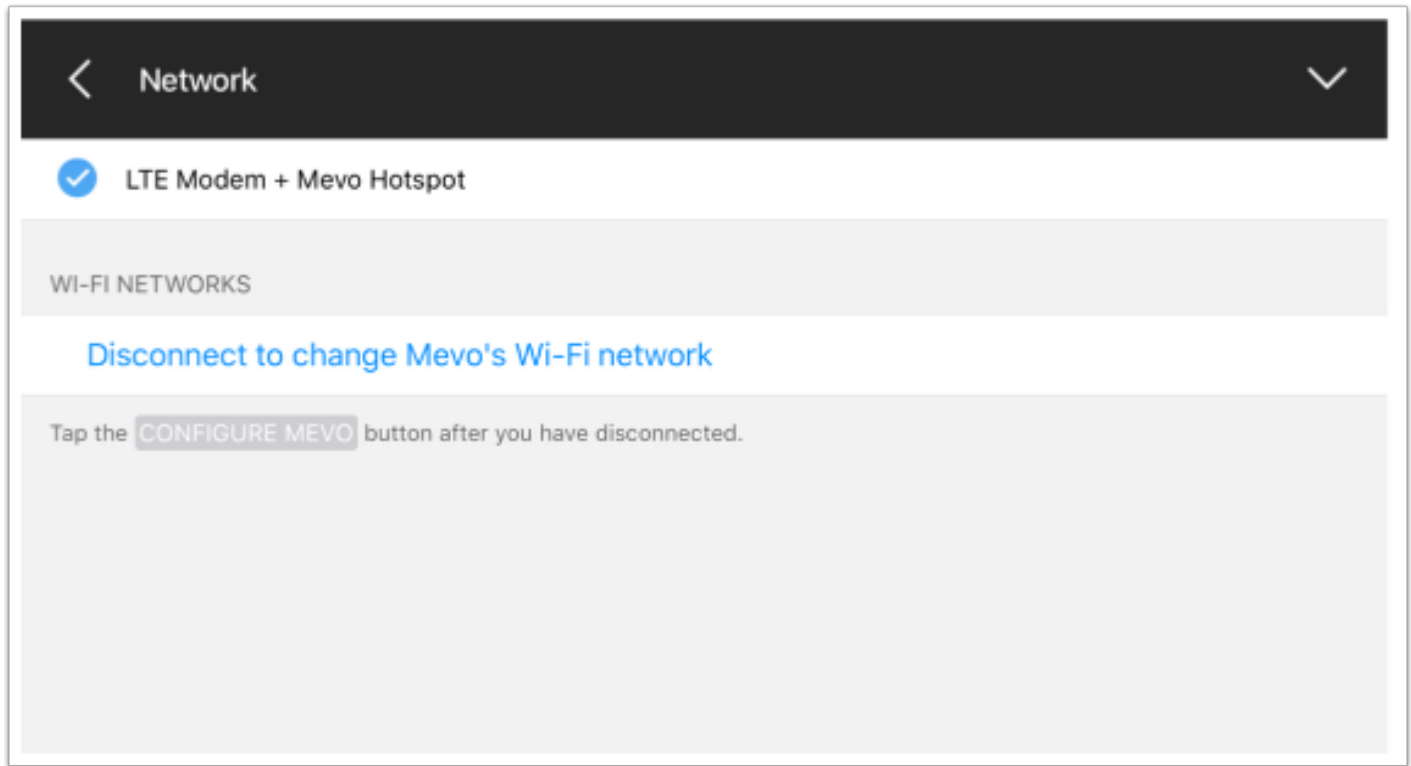 Network
LTE Modem + Mevo Hotspot
WI-FI NETWORKS
Disconnect to change Mevo's Wi-Fi network
Tap the CONFIGURE MEVO button after you have disconnected.